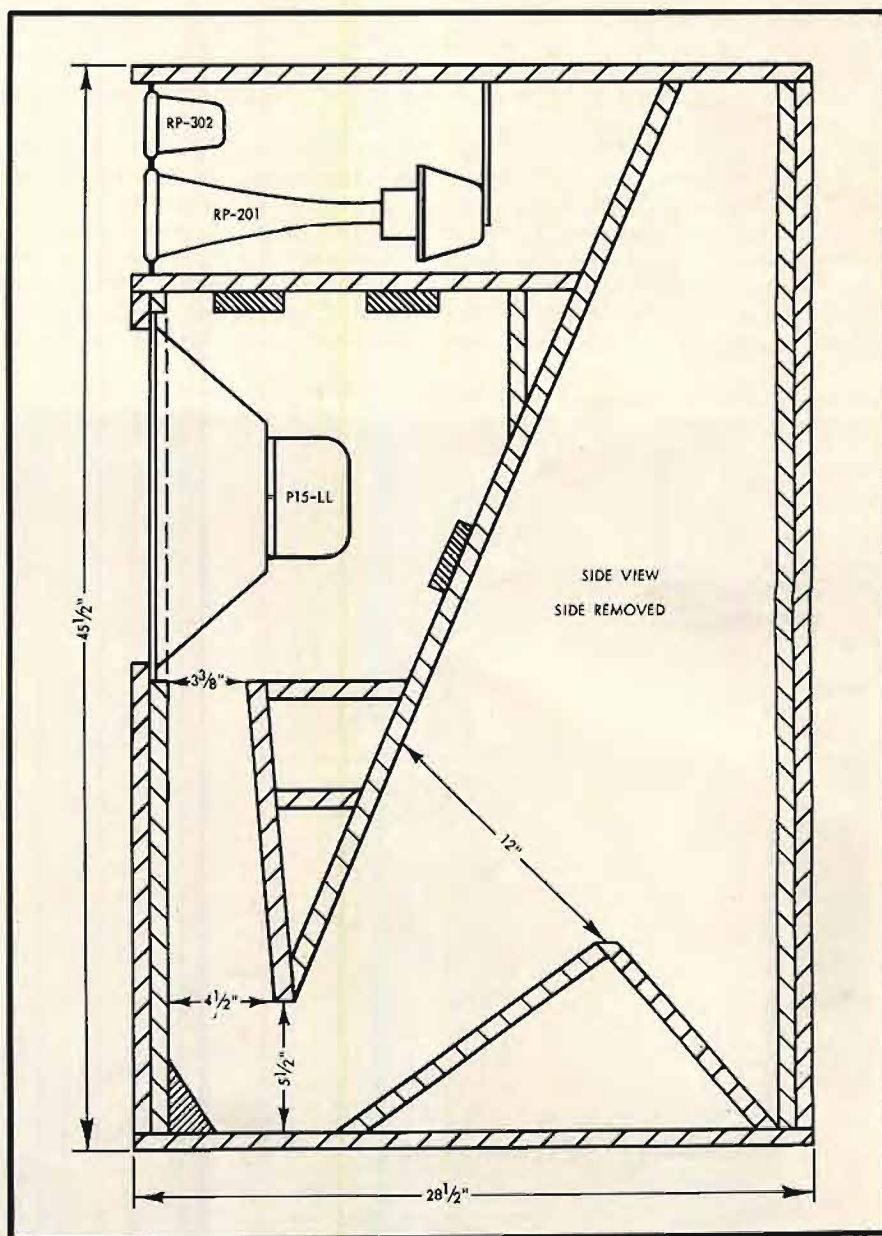 RP-302
RP-201
P15-LL
45½"
SIDE VIEW
SIDE REMOVED
3⅜"
12"
4½"
5½"
28½"